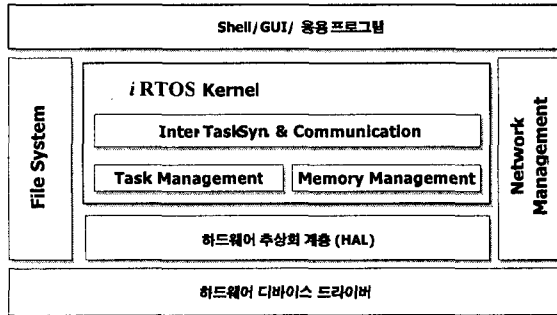 Shell/GUI/ 응용프로그램
File System
i RTOS Kernel
Inter TaskSyn. & Communication
Task Management
Memory Management
Network
Management
하드웨어 추상회 계층 (HAL)
하드웨어 디바이스 드라이버